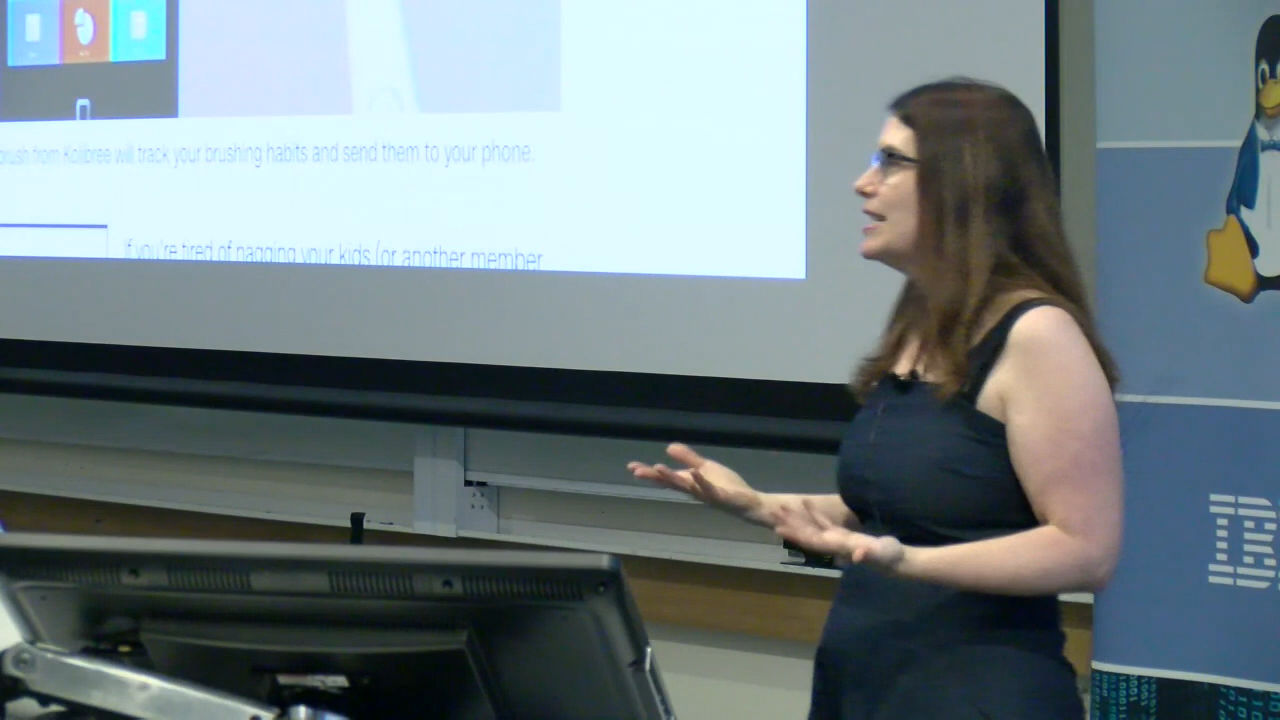 brush from Kolibree will track your brushing habits and send them to your phone.
If you're tired of nagging your kids (or another member
IBM